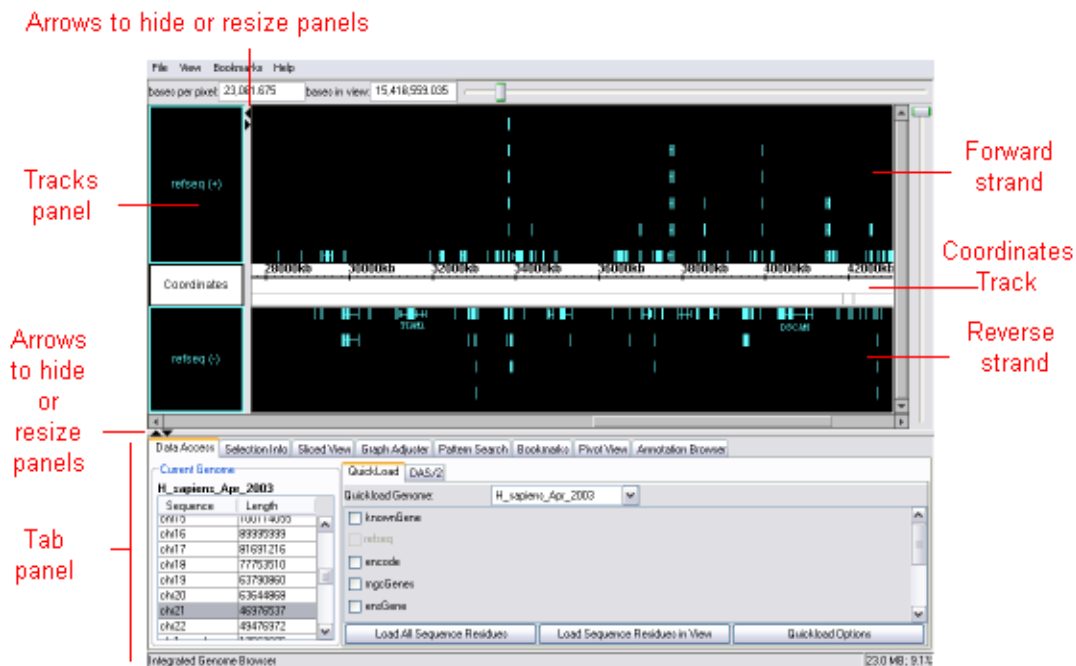 Arrows to hide or resize panels
File View Bookmarks Help
bases per pixel: 23,081.675 bases in view: 15,418,559.035
refseq (+)
Tracks
panel
Forward
strand
28000kb 30000kb 32000kb 34000kb 36000kb 38000kb 40000kb 42000kb
Coordinates
Coordinates
Track
TIAM1
DSCAM
refseq (-)
Reverse
strand
Arrows
to hide
or
resize
panels
Data Access Selection Info Sliced View Graph Adjuster Pattern Search Bookmarks Pivot View Annotation Browser
Current Genome
H_sapiens_Apr_2003
Sequence Length
chr15 100114055
chr16 89995999
chr17 81691216
chr18 77753510
chr19 63790860
chr20 63644868
chr21 46976537
chr22 49476972
QuickLoad DAS/2
Quickload Genome: H_sapiens_Apr_2003
knownGene
refseq
encode
mgcGenes
ensGene
Load All Sequence Residues Load Sequence Residues in View Quickload Options
Tab
panel
Integrated Genome Browser 23.0 MB; 9.1%